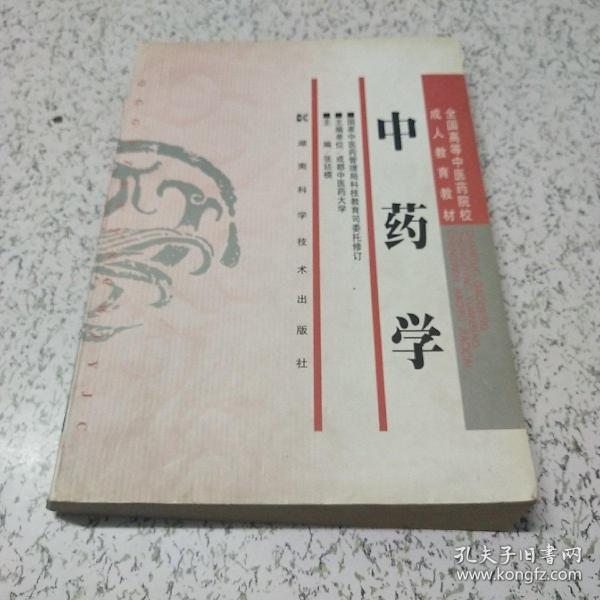 全国高等中医药院校
成人教育教材
中药学
■国家中医药管理局科技教育司委托修订
■主编单位 成都中医药大学
■主 编 张廷模
湖南科学技术出版社
孔夫子旧书网
www.kongfz.com